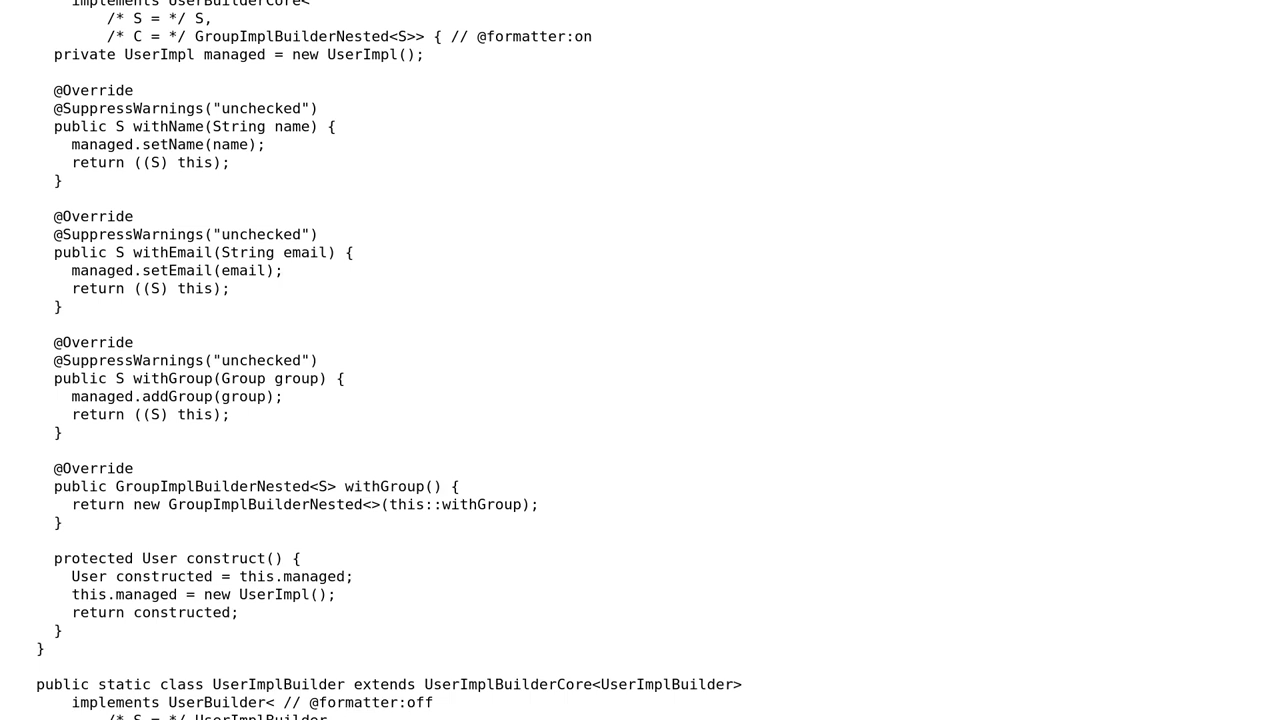 implements UserBuilderCore<
/* S = */ S,
/* C = */ GroupImplBuilderNested<S>> { // @formatter:on
private UserImpl managed = new UserImpl();
@Override
@SuppressWarnings("unchecked")
public S withName(String name) {
managed.setName(name);
return ((S) this);
}
@Override
@SuppressWarnings("unchecked")
public S withEmail(String email) {
managed.setEmail(email);
return ((S) this);
}
@Override
@SuppressWarnings("unchecked")
public S withGroup(Group group) {
managed.addGroup(group);
return ((S) this);
}
@Override
public GroupImplBuilderNested<S> withGroup() {
return new GroupImplBuilderNested<>(this::withGroup);
}
protected User construct() {
User constructed = this.managed;
this.managed = new UserImpl();
return constructed;
}
}
public static class UserImplBuilder extends UserImplBuilderCore<UserImplBuilder>
implements UserBuilder< // @formatter:off
/* S = */ UserImplBuilder